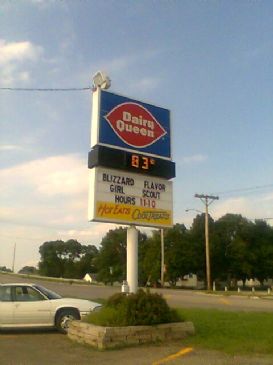 Dairy
Queen
83°
BLIZZARD FLAVOR
GIRL SCOUT
HOURS 11-10
HOT EATS COOL TREATS